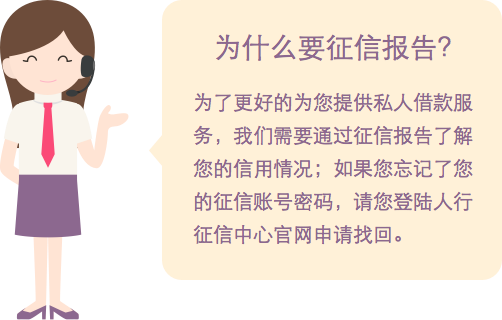 为什么要征信报告？
为了更好的为您提供私人借款服
务，我们需要通过征信报告了解
您的信用情况；如果您忘记了您
的征信账号密码，请您登陆人行
征信中心官网申请找回。